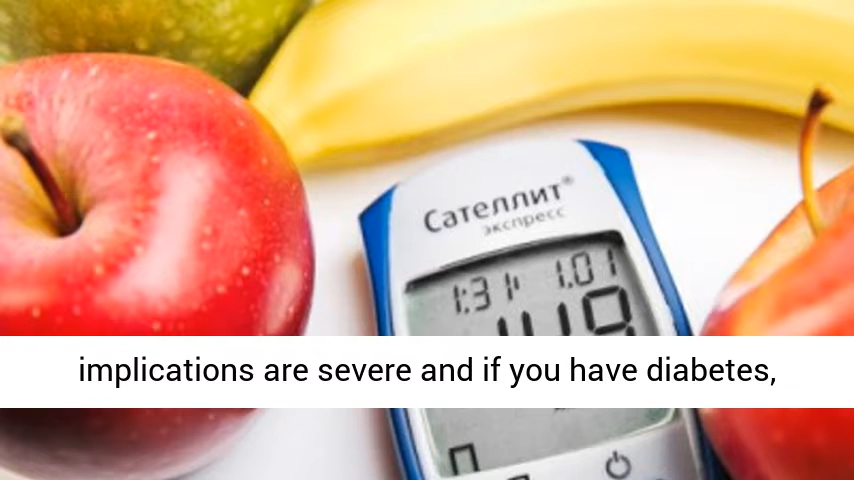 Сателлит®
экспресс
1:31 1.01
implications are severe and if you have diabetes,